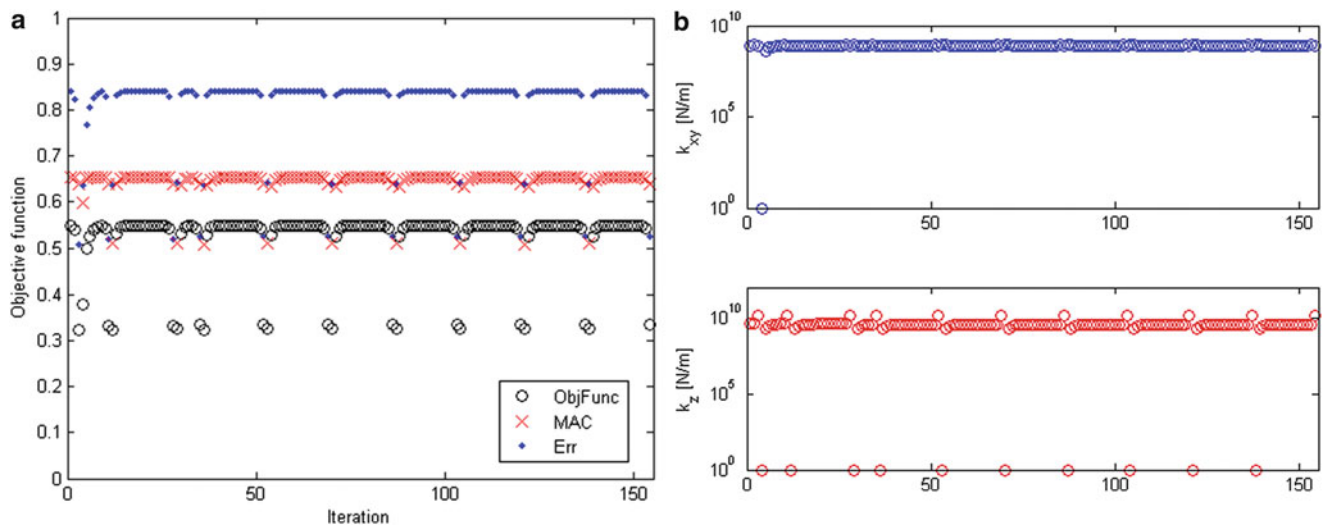 a
1
0.9
0.8
0.7
0.6
0.5
0.4
0.3
0.2
0.1
0
0 50 100 150
Objective function
Iteration
ObjFunc
MAC
Err
b
10^10
10^5
10^0
k_xy [N/m]
0 50 100 150
10^10
10^5
10^0
k_z [N/m]
0 50 100 150